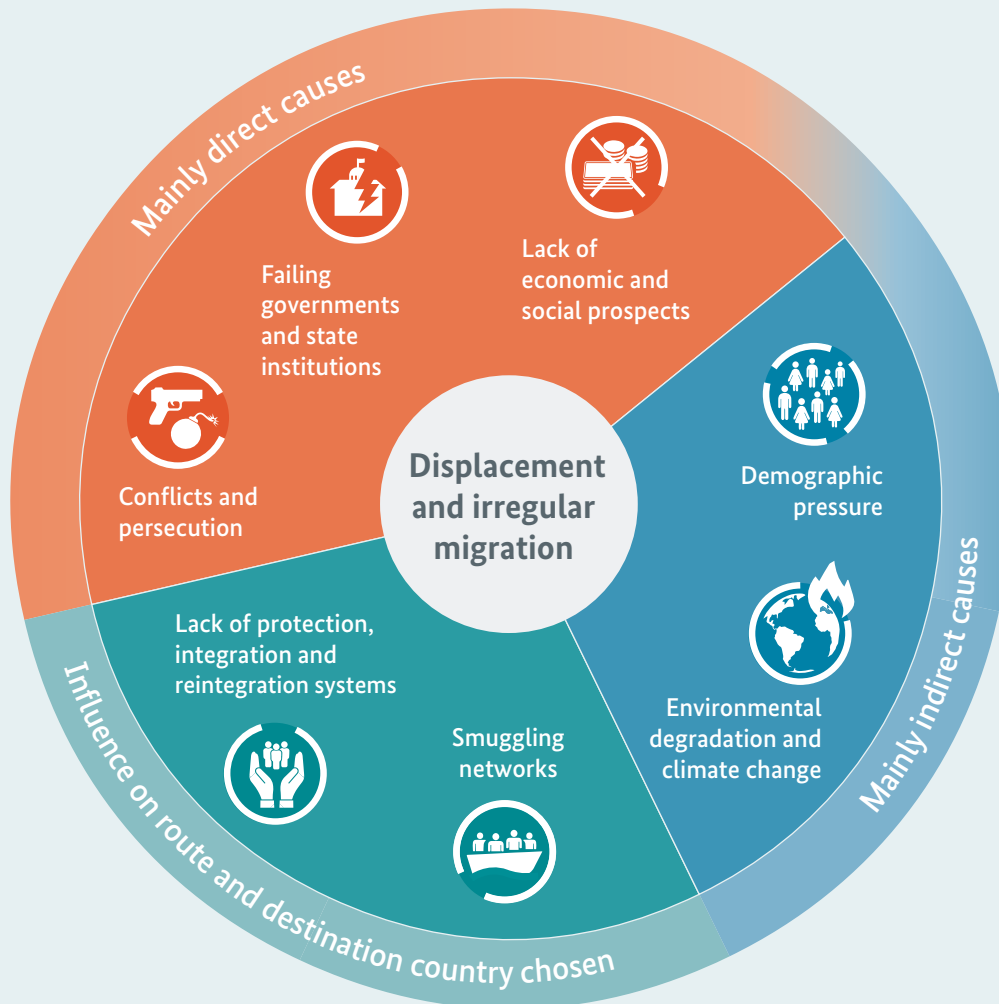 Mainly direct causes
Failing
governments
and state
institutions
Lack of
economic and
social prospects
Conflicts and
persecution
Displacement
and irregular
migration
Demographic
pressure
Environmental
degradation and
climate change
Mainly indirect causes
Lack of protection,
integration and
reintegration systems
Smuggling
networks
Influence on route and destination country chosen